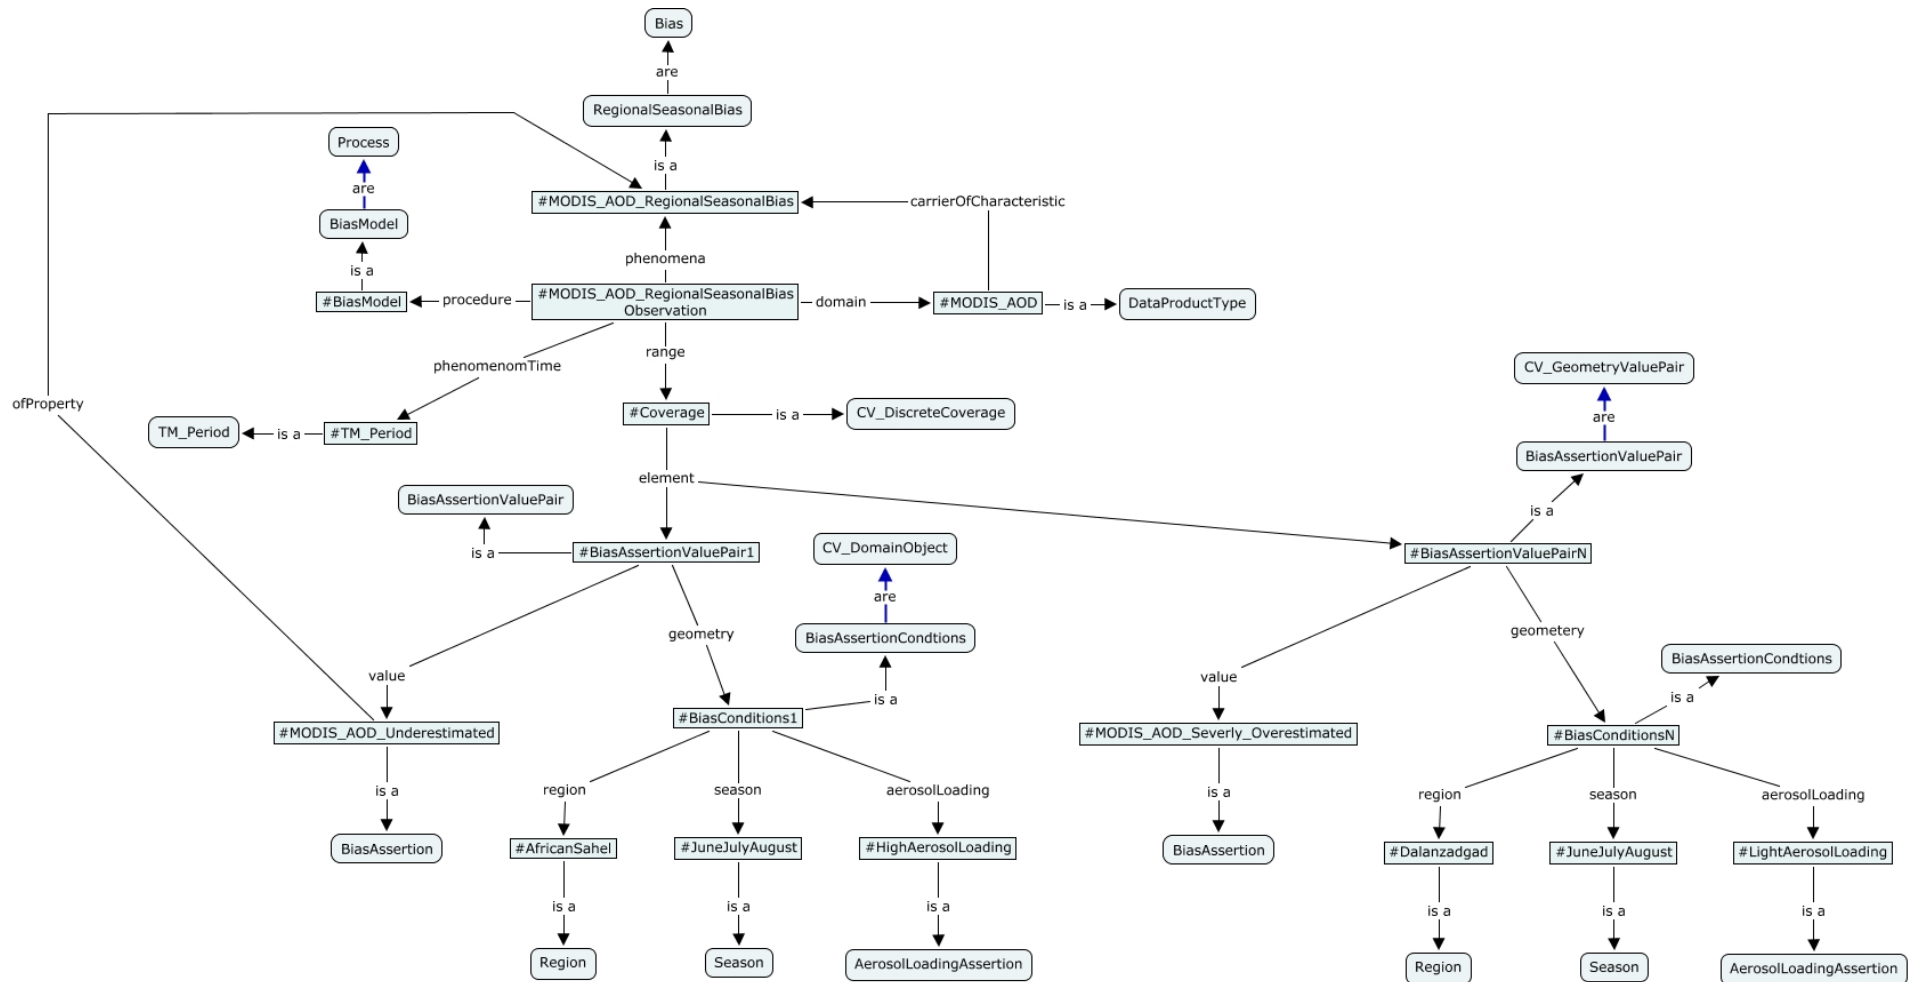 Bias
are
RegionalSeasonalBias
Process
is a
are
#MODIS_AOD_RegionalSeasonalBias
carrierOfCharacteristic
BiasModel
phenomena
is a
#BiasModel
procedure
#MODIS_AOD_RegionalSeasonalBias
Observation
domain
#MODIS_AOD
is a
DataProductType
range
phenomenomTime
CV_GeometryValuePair
ofProperty
#Coverage
is a
CV_DiscreteCoverage
are
TM_Period
is a
#TM_Period
BiasAssertionValuePair
element
BiasAssertionValuePair
is a
CV_DomainObject
is a
#BiasAssertionValuePair1
#BiasAssertionValuePairN
are
geometry
BiasAssertionCondtions
geometery
BiasAssertionCondtions
value
value
is a
is a
#BiasConditions1
#MODIS_AOD_Underestimated
#MODIS_AOD_Severly_Overestimated
#BiasConditionsN
is a
region
season
aerosolLoading
is a
region
season
aerosolLoading
BiasAssertion
#AfricanSahel
#JuneJulyAugust
#HighAerosolLoading
BiasAssertion
#Dalanzadgad
#JuneJulyAugust
#LightAerosolLoading
is a
is a
is a
is a
is a
is a
Region
Season
AerosolLoadingAssertion
Region
Season
AerosolLoadingAssertion